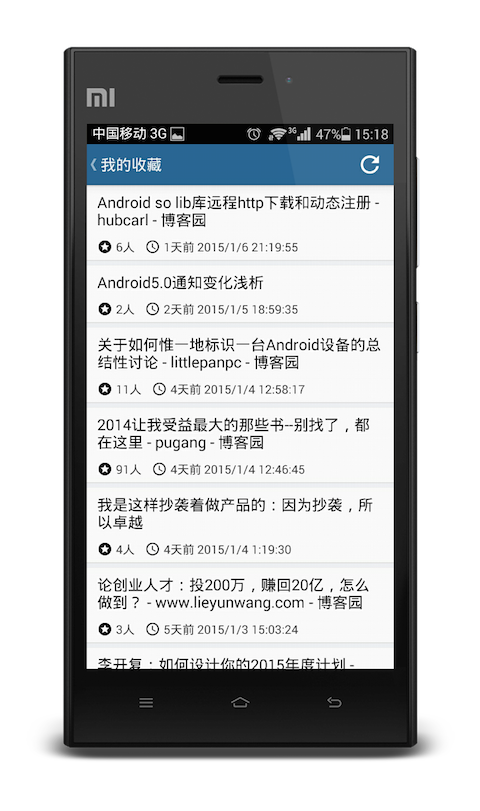 MI
中国移动 3G 3G 47% 15:18
我的收藏
Android so lib库远程http下载和动态注册 -
hubcarl - 博客园
6人 1天前 2015/1/6 21:19:55
Android5.0通知变化浅析
2人 2天前 2015/1/5 18:59:35
关于如何惟一地标识一台Android设备的总
结性讨论 - littlepanpc - 博客园
11人 4天前 2015/1/4 12:58:17
2014让我受益最大的那些书--别找了，都
在这里 - pugang - 博客园
91人 4天前 2015/1/4 12:46:45
我是这样抄袭着做产品的：因为抄袭，所
以卓越
4人 4天前 2015/1/4 1:19:30
论创业人才：投200万，赚回20亿，怎么
做到？ - www.lieyunwang.com - 博客园
3人 5天前 2015/1/3 15:03:24
李开复：如何设计你的2015年度计划 -